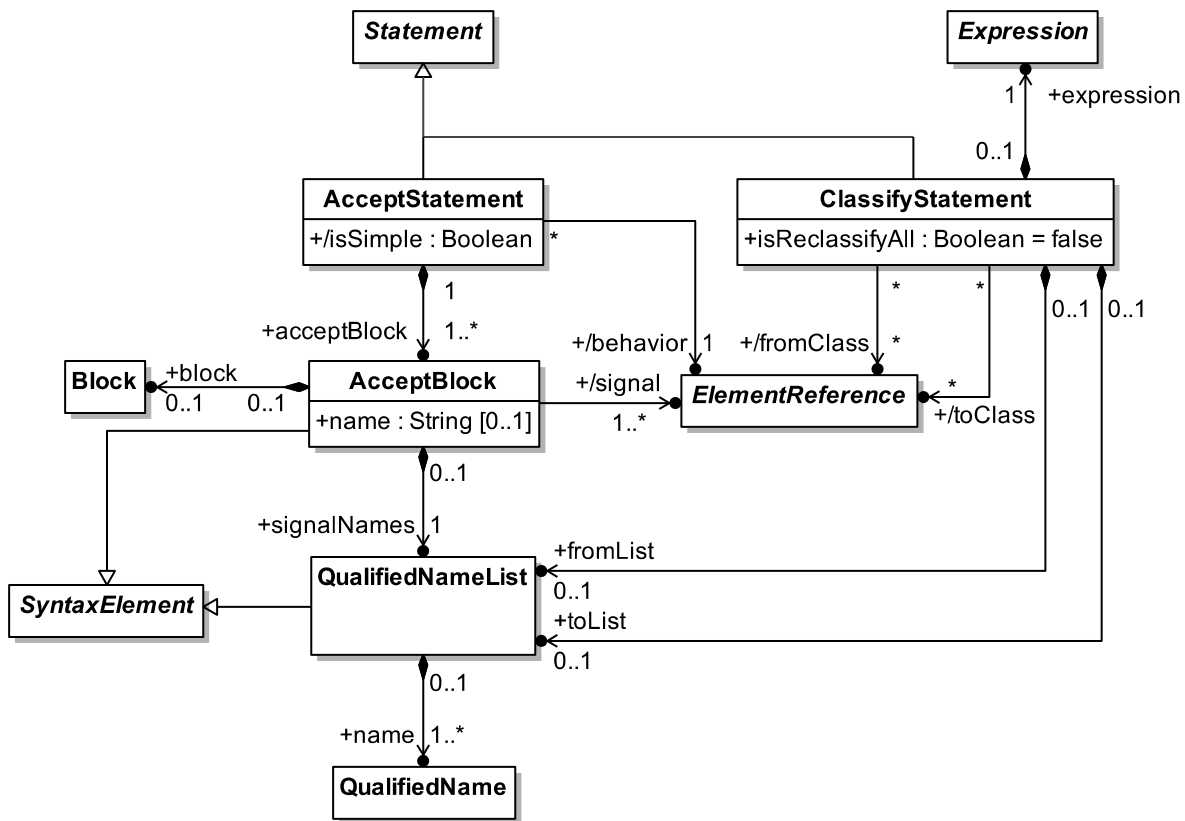 Statement
Expression
1
+expression
0..1
AcceptStatement
+/isSimple : Boolean
*
ClassifyStatement
+isReclassifyAll : Boolean = false
1
*
*
0..1
0..1
+acceptBlock
1..*
+/behavior
1
+/fromClass
*
Block
+block
0..1
0..1
AcceptBlock
+name : String [0..1]
+/signal
1..*
ElementReference
*
+/toClass
0..1
+signalNames
1
QualifiedNameList
+fromList
0..1
+toList
0..1
SyntaxElement
0..1
+name
1..*
QualifiedName